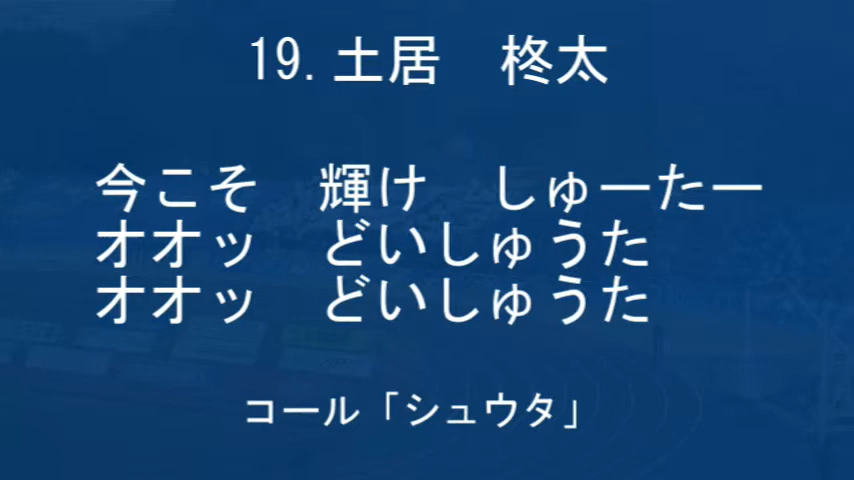 19.土居　柊太
今こそ　輝け　しゅーたー
オオッ　どいしゅうた
オオッ　どいしゅうた
コール「シュウタ」